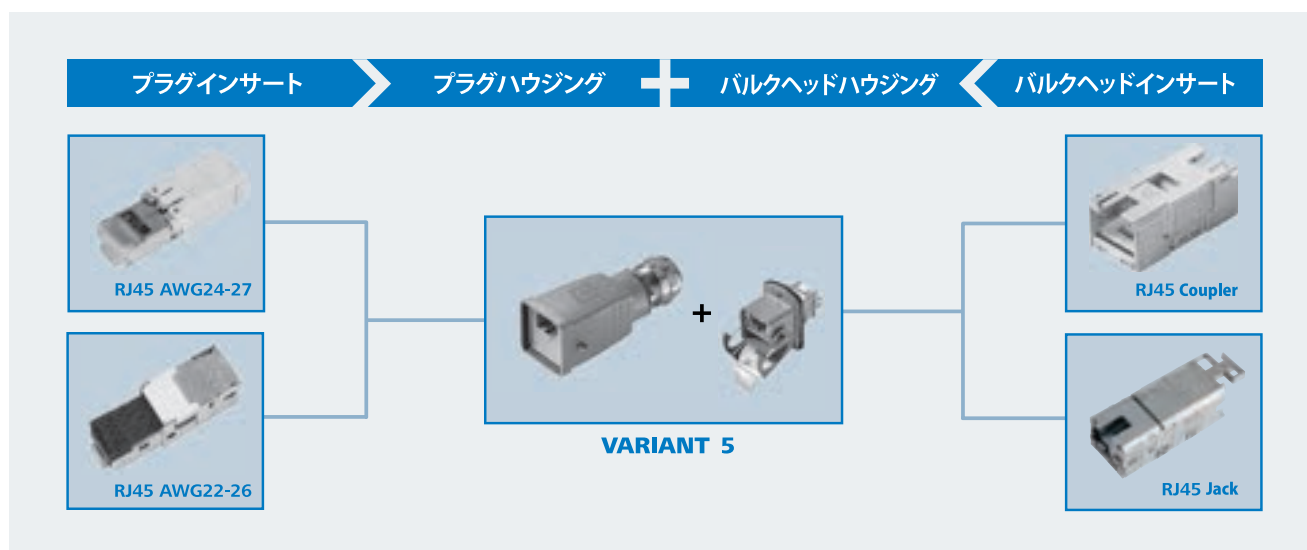 プラグインサート
プラグハウジング
バルクヘッドハウジング
バルクヘッドインサート
RJ45 AWG24-27
RJ45 AWG22-26
+
VARIANT 5
RJ45 Coupler
RJ45 Jack